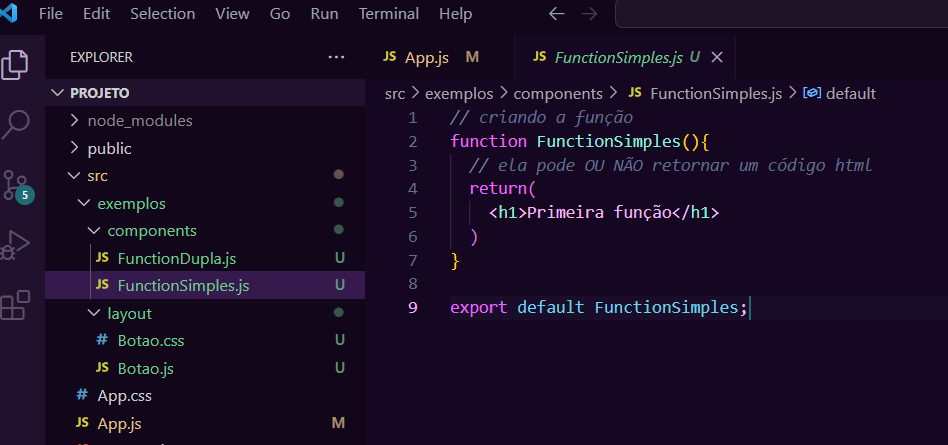 File Edit Selection View Go Run Terminal Help
EXPLORER
JS App.js M
JS FunctionSimples.js U
src > exemplos > components > JS FunctionSimples.js > default
PROJETO
node_modules
public
src
exemplos
components
JS FunctionDupla.js U
JS FunctionSimples.js U
layout
# Botao.css U
JS Botao.js U
# App.css
JS App.js M
5
1 // criando a função
2 function FunctionSimples(){
3 // ela pode OU NÃO retornar um código html
4 return(
5 <h1>Primeira função</h1>
6 )
7 }
8
9 export default FunctionSimples;